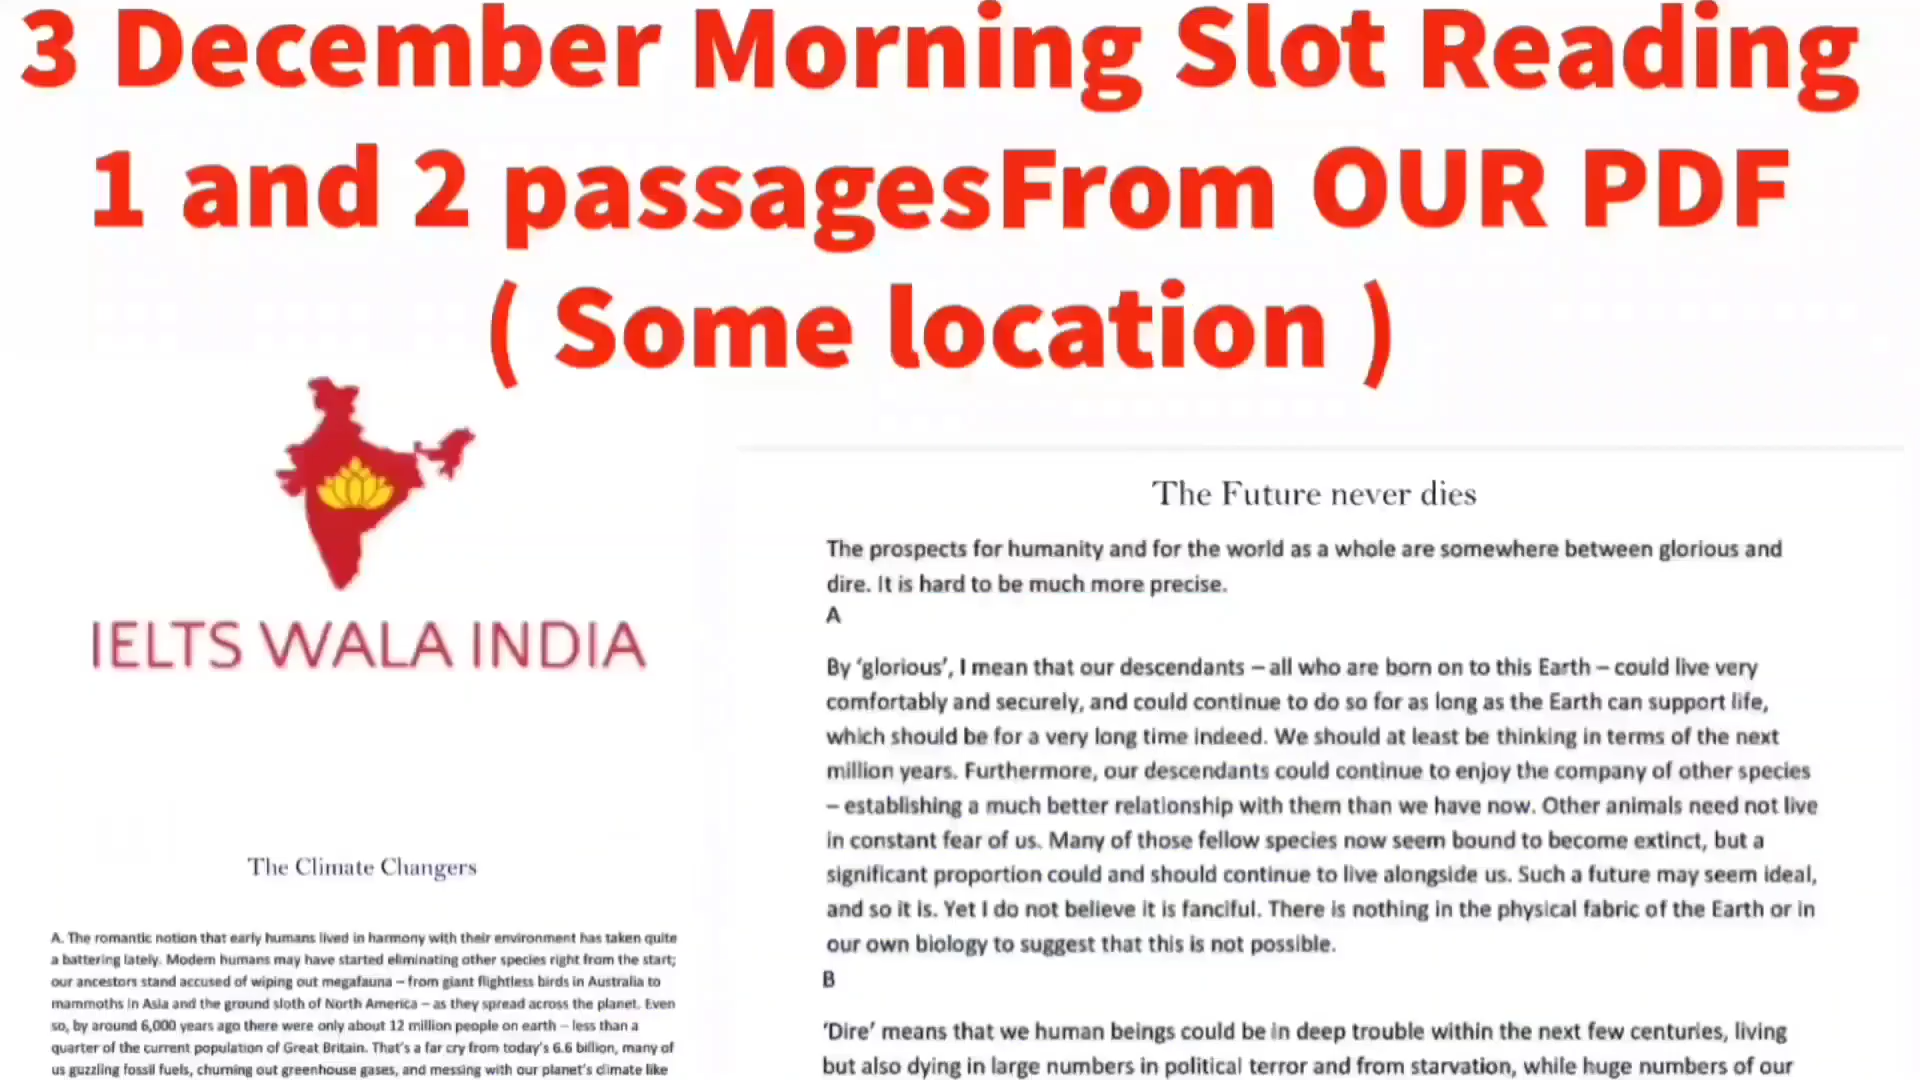 3 December Morning Slot Reading
1 and 2 passagesFrom OUR PDF
( Some location )
IELTS WALA INDIA
The Climate Changers
A. The romantic notion that early humans lived in harmony with their environment has taken quite
a battering lately. Modem humans may have started eliminating other species right from the start;
our ancestors stand accused of wiping out megafauna – from giant flightless birds in Australia to
mammoths in Asia and the ground sloth of North America – as they spread across the planet. Even
so, by around 6,000 years ago there were only about 12 million people on earth – less than a
quarter of the current population of Great Britain. That's a far cry from today's 6.6 billion, many of
us guzzling fossil fuels, churning out greenhouse gases, and messing with our planet's climate like
The Future never dies
The prospects for humanity and for the world as a whole are somewhere between glorious and
dire. It is hard to be much more precise.
A
By ‘glorious’, I mean that our descendants – all who are born on to this Earth – could live very
comfortably and securely, and could continue to do so for as long as the Earth can support life,
which should be for a very long time indeed. We should at least be thinking in terms of the next
million years. Furthermore, our descendants could continue to enjoy the company of other species
– establishing a much better relationship with them than we have now. Other animals need not live
in constant fear of us. Many of those fellow species now seem bound to become extinct, but a
significant proportion could and should continue to live alongside us. Such a future may seem ideal,
and so it is. Yet I do not believe it is fanciful. There is nothing in the physical fabric of the Earth or in
our own biology to suggest that this is not possible.
B
‘Dire’ means that we human beings could be in deep trouble within the next few centuries, living
but also dying in large numbers in political terror and from starvation, while huge numbers of our